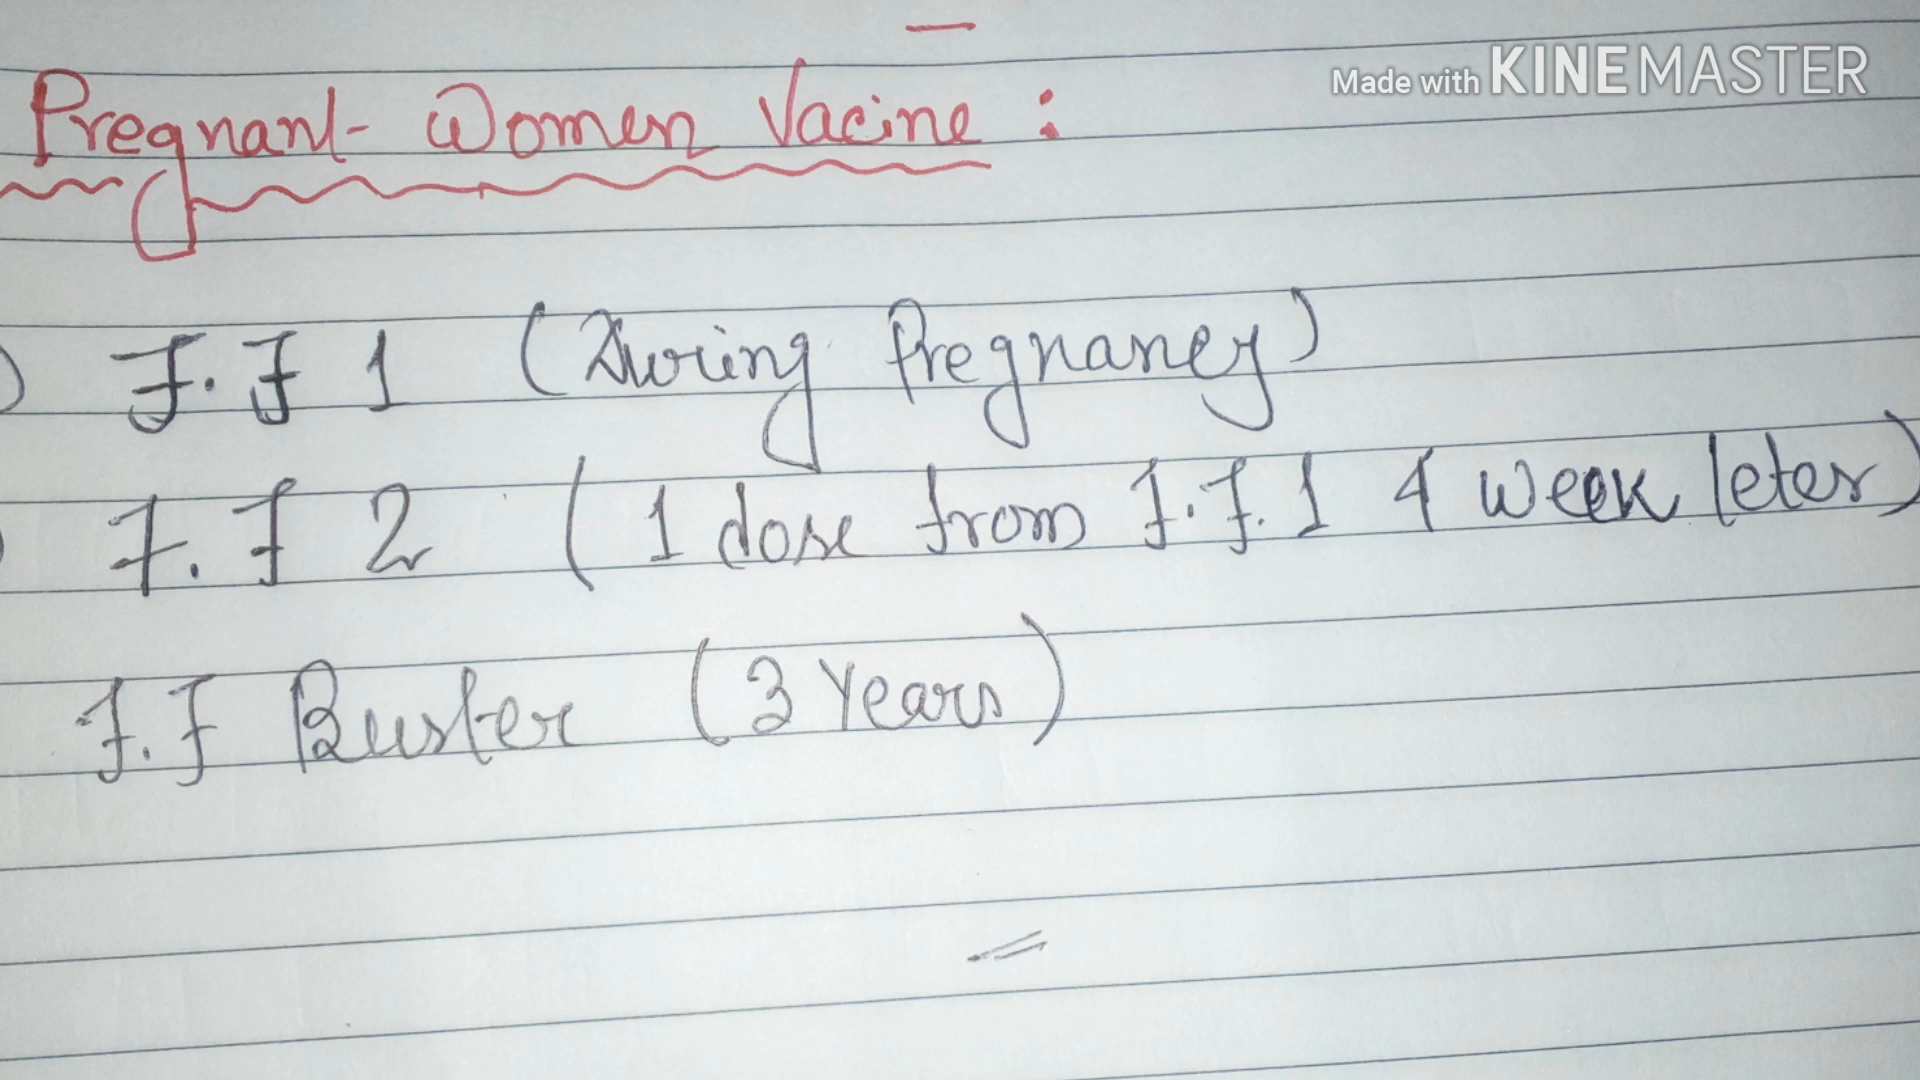 Made with KINEMASTER
Pregnant Women Vacine :
) T.T 1 (During Pregnancy)
) T.T 2 (1 dose from T.T.1 4 week leter)
T.T Buster (3 Years)